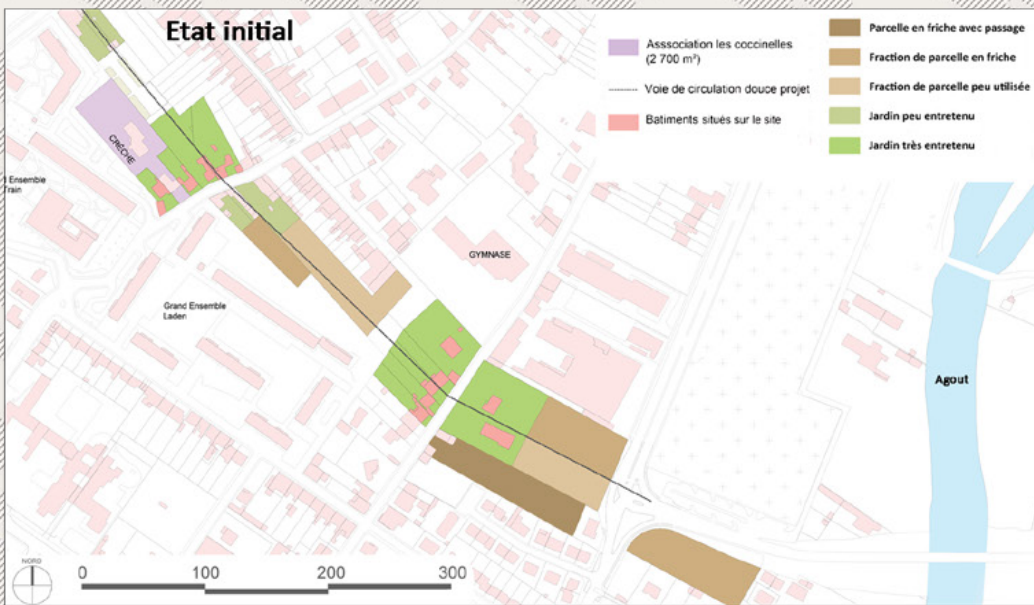 Etat initial
Asssociation les coccinelles
(2 700 m²)
Voie de circulation douce projet
Batiments situés sur le site
Parcelle en friche avec passage
Fraction de parcelle en friche
Fraction de parcelle peu utilisée
Jardin peu entretenu
Jardin très entretenu
CRÈCHE
Ensemble
Train
GYMNASE
Grand Ensemble
Laden
Agout
NORD
0 100 200 300